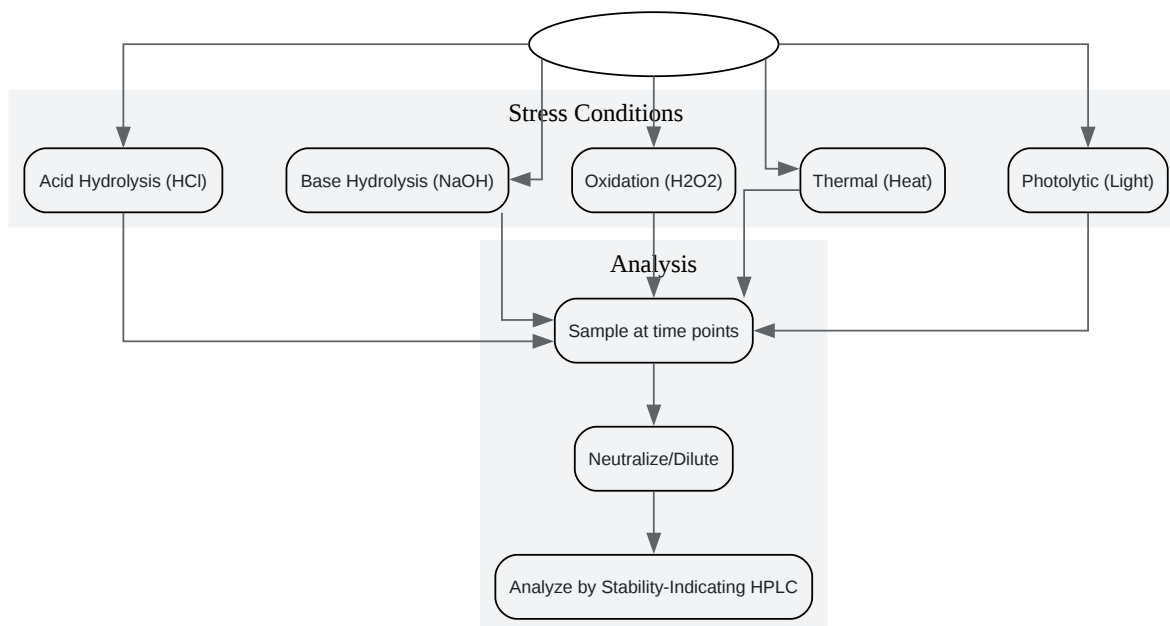 Stress Conditions
Acid Hydrolysis (HCl)
Base Hydrolysis (NaOH)
Oxidation (H2O2)
Thermal (Heat)
Photolytic (Light)
Analysis
Sample at time points
Neutralize/Dilute
Analyze by Stability-Indicating HPLC